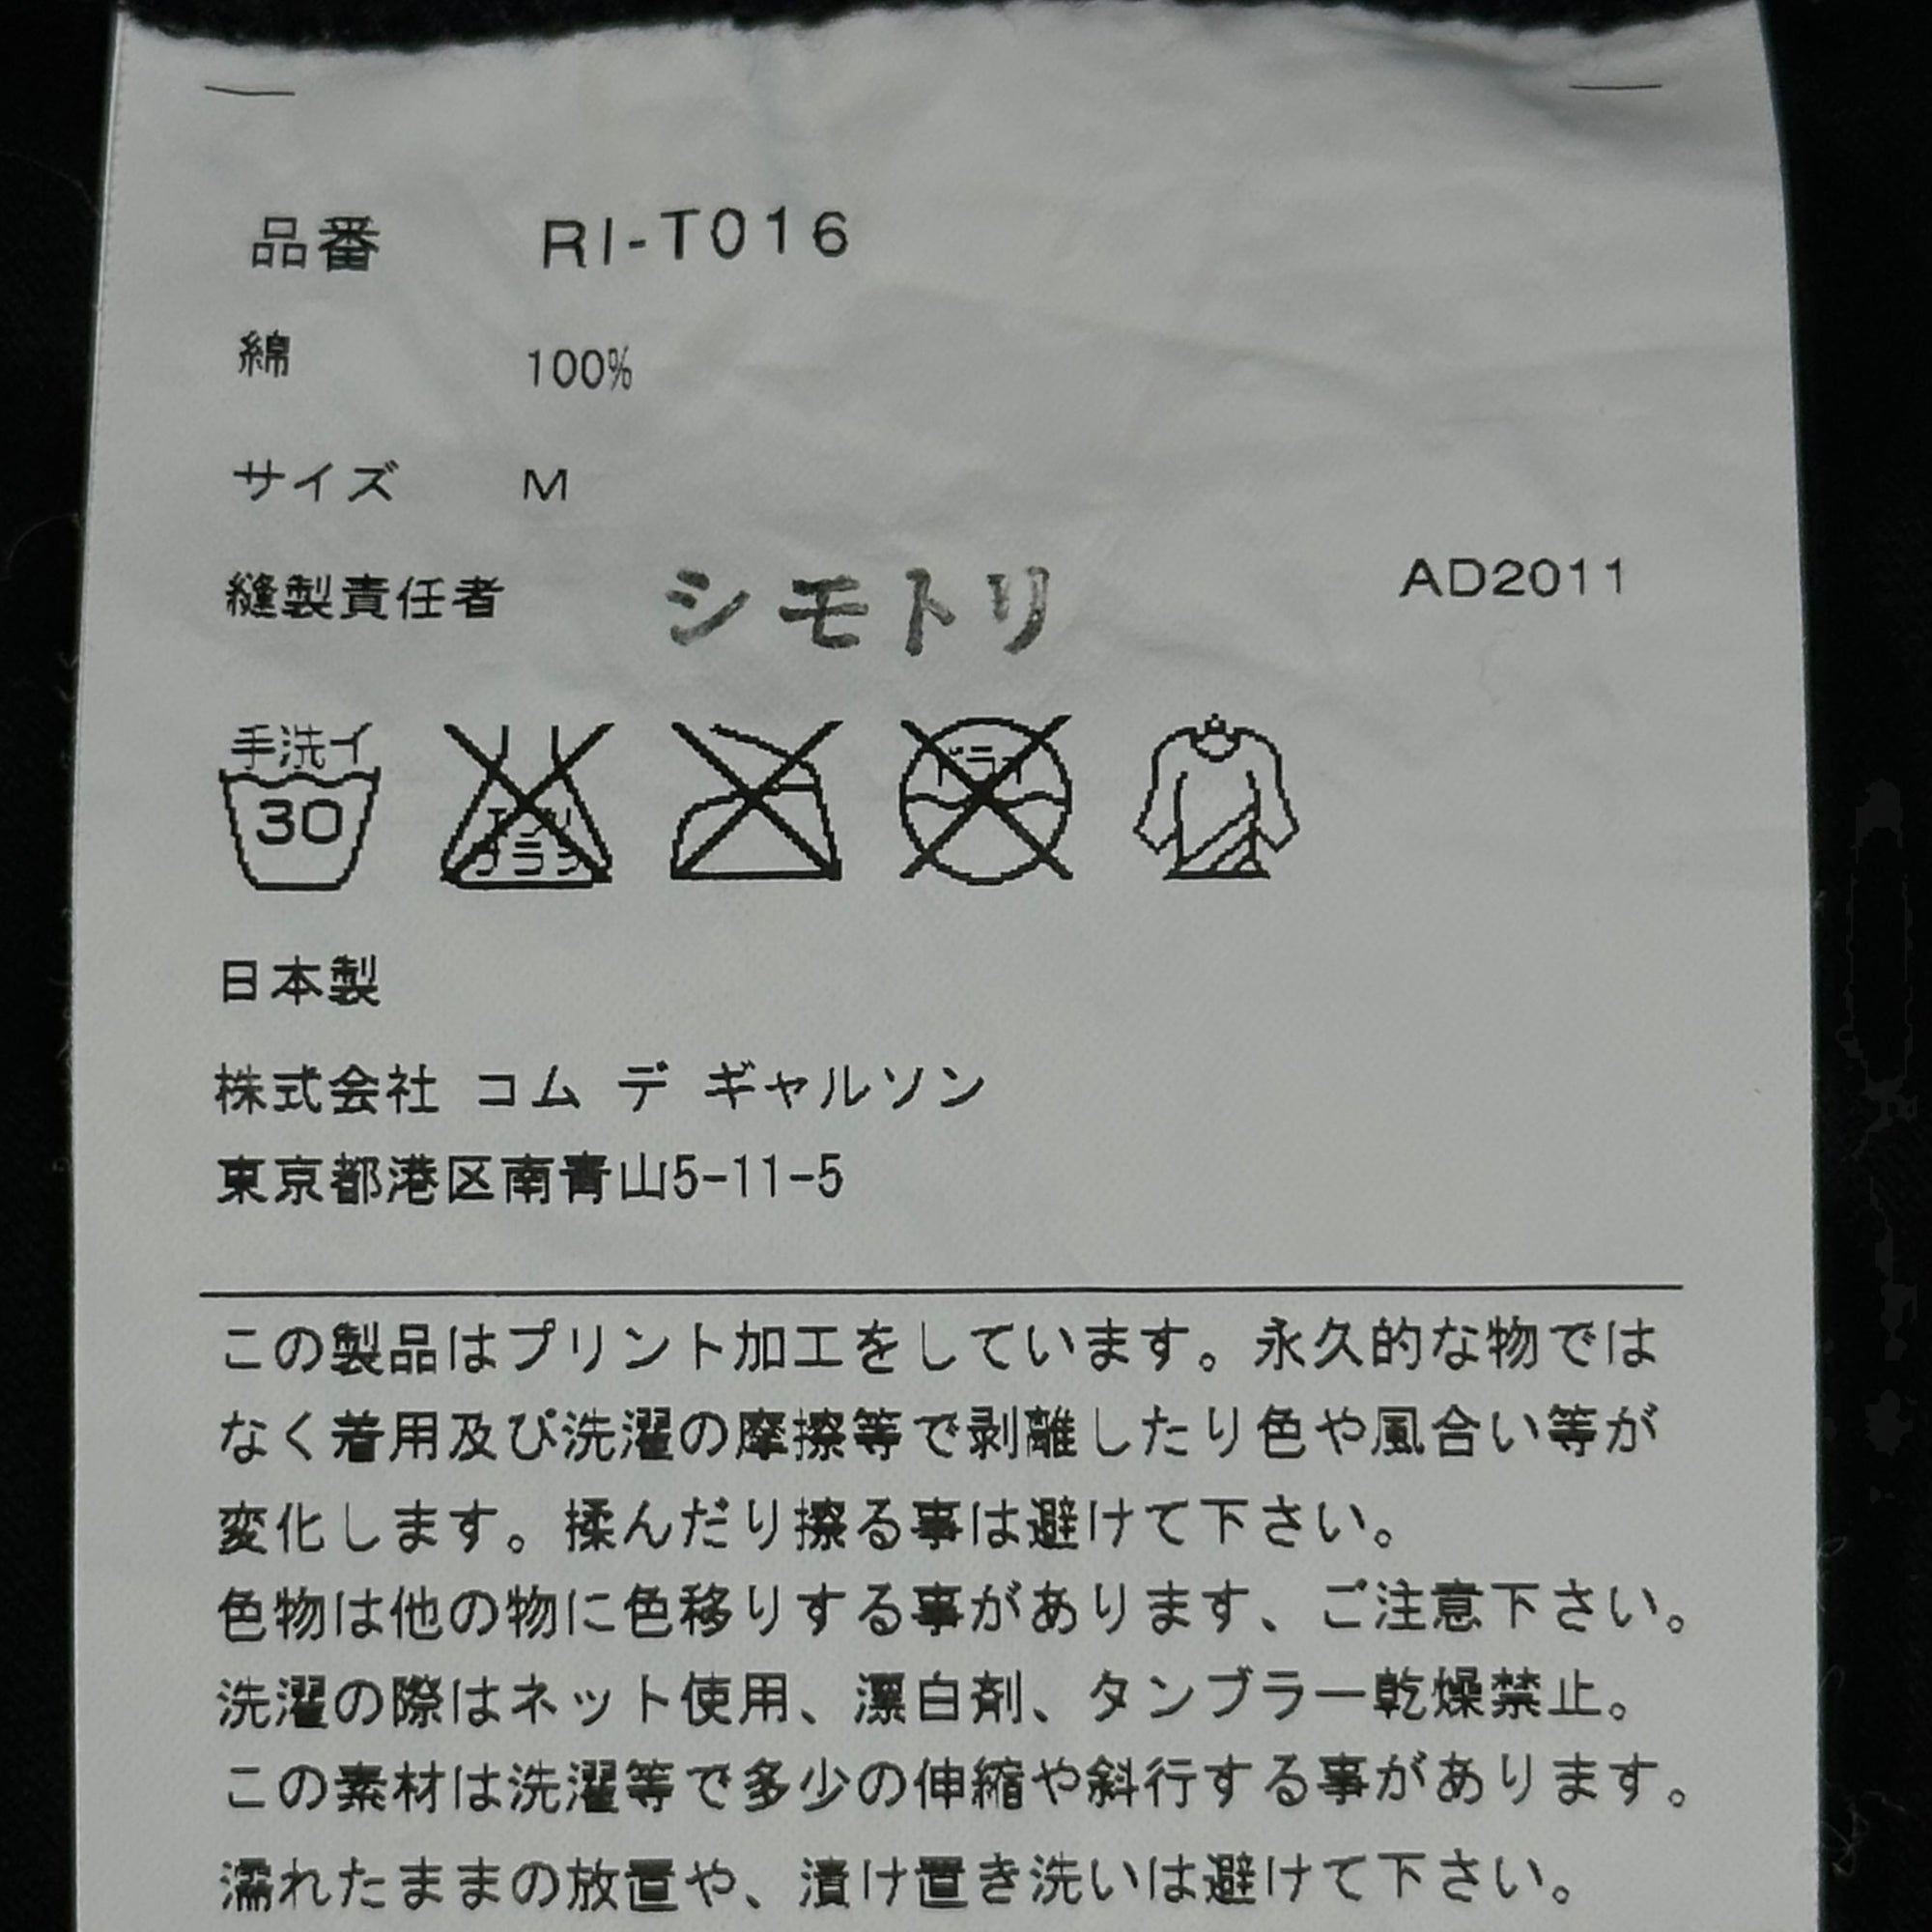 品番 RI-T016
綿 100%
サイズ M
縫製責任者 シモトリ AD2011
手洗イ
30 エンソ サラシ ドライ
日本製
株式会社 コム デ ギャルソン
東京都港区南青山5-11-5
この製品はプリント加工をしています。永久的な物では
なく着用及び洗濯の摩擦等で剥離したり色や風合い等が
変化します。揉んだり擦る事は避けて下さい。
色物は他の物に色移りする事があります、ご注意下さい。
洗濯の際はネット使用、漂白剤、タンブラー乾燥禁止。
この素材は洗濯等で多少の伸縮や斜行する事があります。
濡れたままの放置や、漬け置き洗いは避けて下さい。